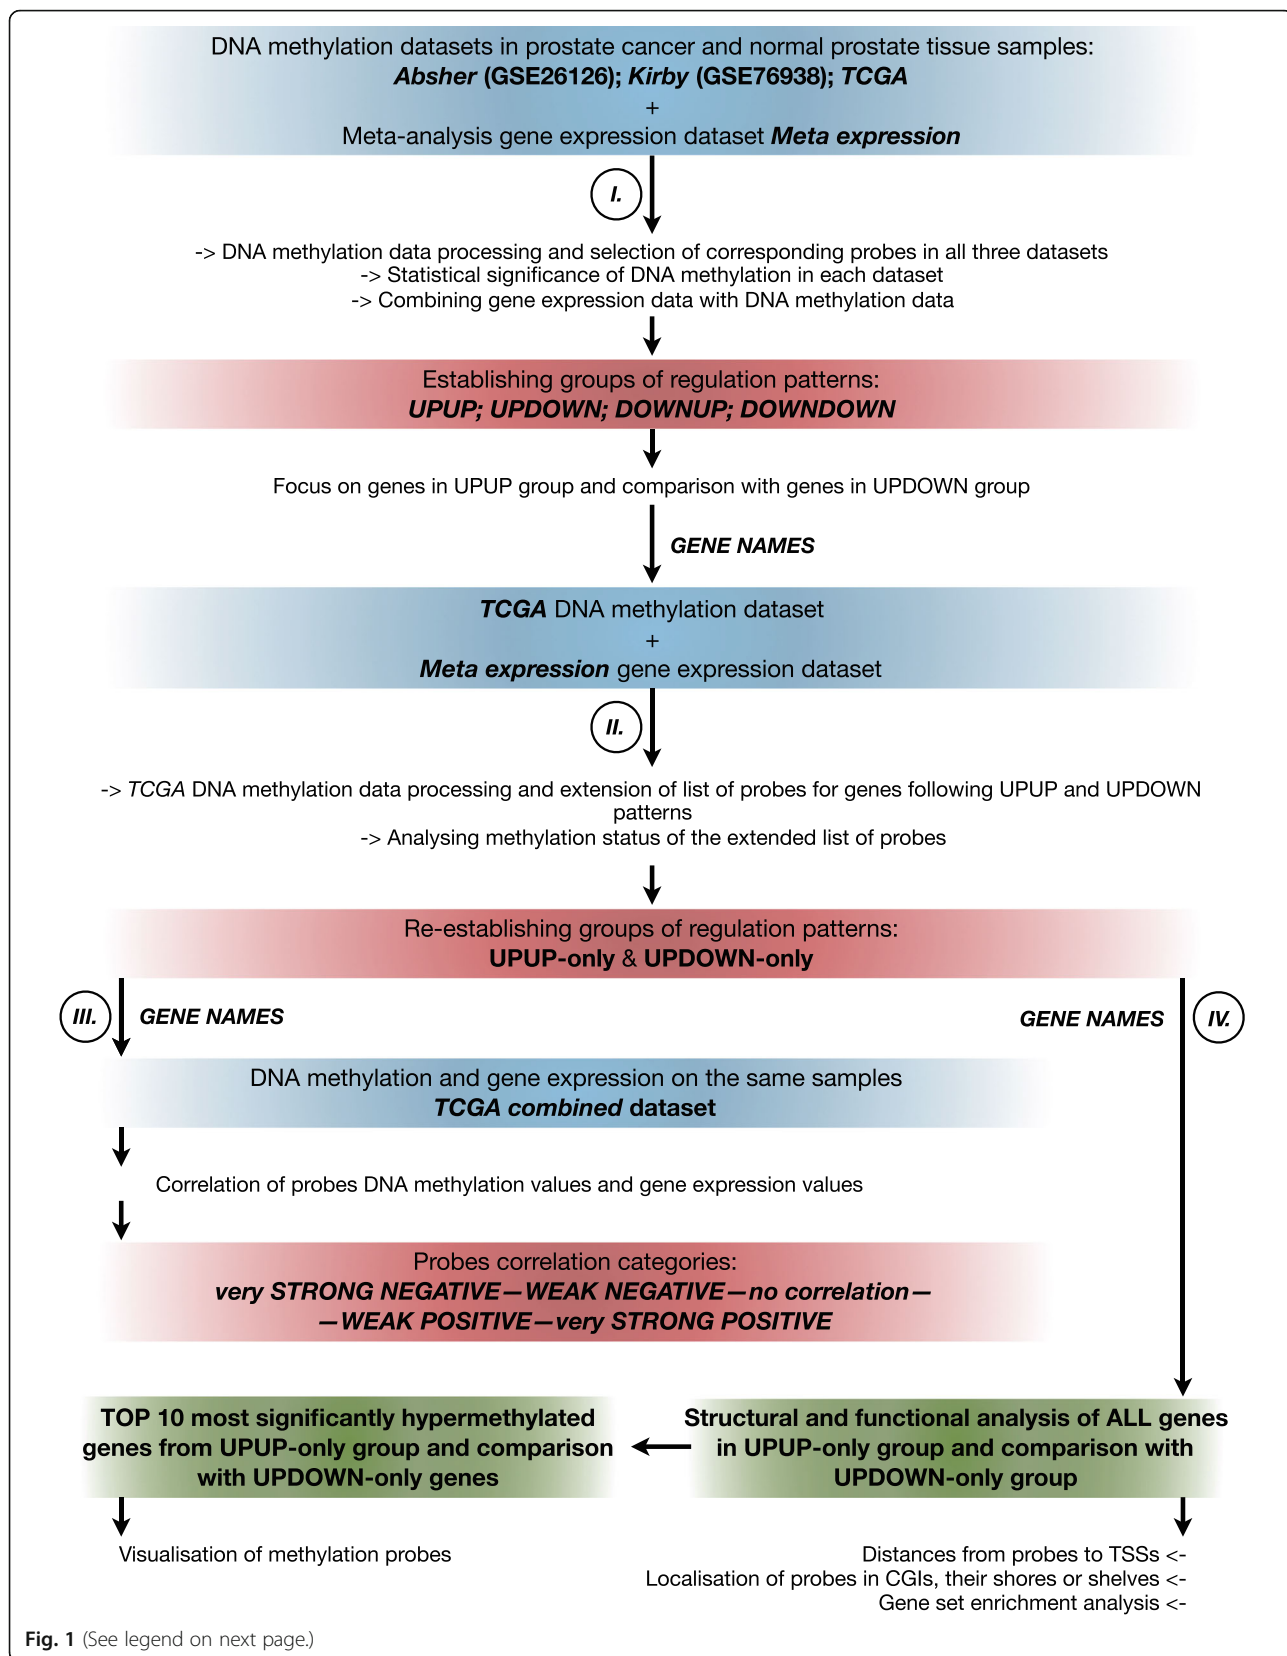 DNA methylation datasets in prostate cancer and normal prostate tissue samples:
Absher (GSE26126); Kirby (GSE76938); TCGA
+
Meta-analysis gene expression dataset Meta expression
I.
-> DNA methylation data processing and selection of corresponding probes in all three datasets
-> Statistical significance of DNA methylation in each dataset
-> Combining gene expression data with DNA methylation data
Establishing groups of regulation patterns:
UPUP; UPDOWN; DOWNUP; DOWNDOWN
Focus on genes in UPUP group and comparison with genes in UPDOWN group
GENE NAMES
TCGA DNA methylation dataset
+
Meta expression gene expression dataset
II.
-> TCGA DNA methylation data processing and extension of list of probes for genes following UPUP and UPDOWN
patterns
-> Analysing methylation status of the extended list of probes
Re-establishing groups of regulation patterns:
UPUP-only & UPDOWN-only
III.
GENE NAMES
GENE NAMES
IV.
DNA methylation and gene expression on the same samples
TCGA combined dataset
Correlation of probes DNA methylation values and gene expression values
Probes correlation categories:
very STRONG NEGATIVE—WEAK NEGATIVE—no correlation—
—WEAK POSITIVE—very STRONG POSITIVE
TOP 10 most significantly hypermethylated
genes from UPUP-only group and comparison
with UPDOWN-only genes
Structural and functional analysis of ALL genes
in UPUP-only group and comparison with
UPDOWN-only group
Visualisation of methylation probes
Distances from probes to TSSs <-
Localisation of probes in CGIs, their shores or shelves <-
Gene set enrichment analysis <-
Fig. 1 (See legend on next page.)